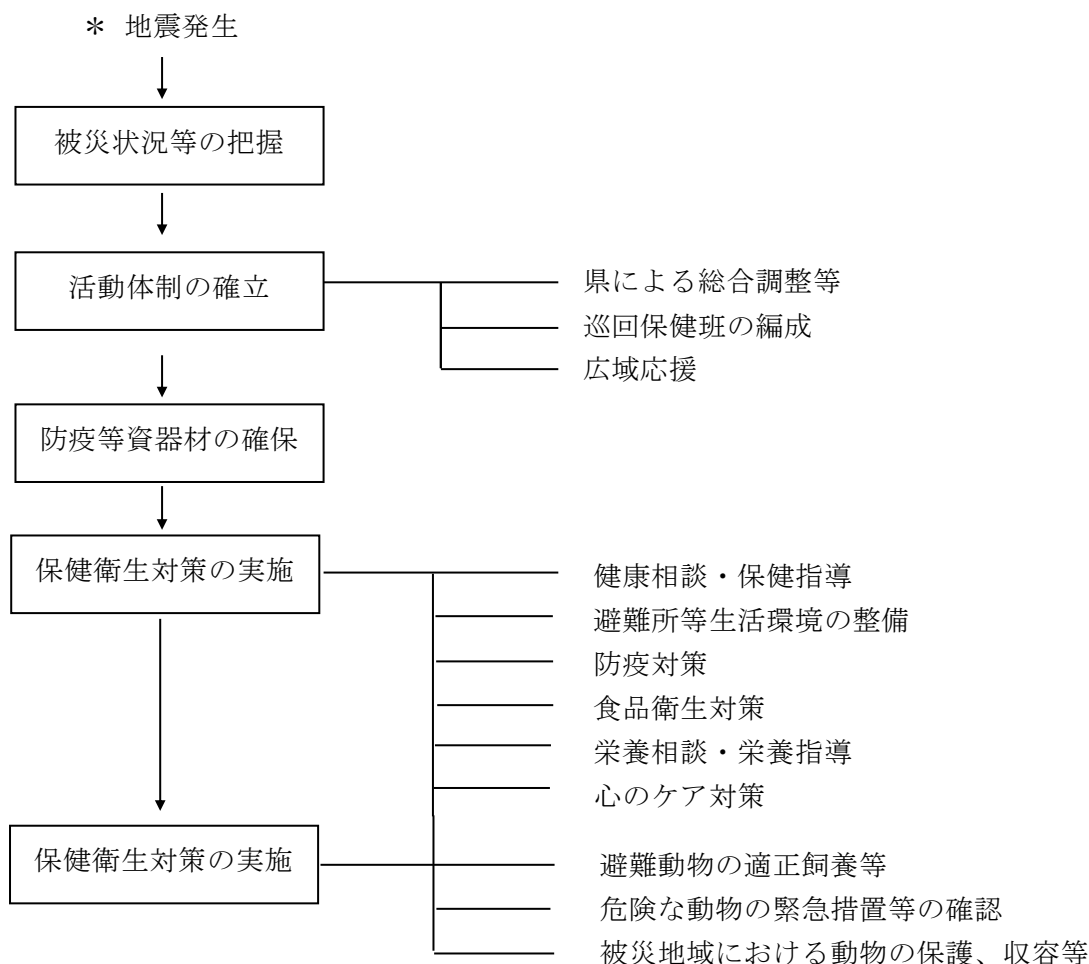 ＊ 地震発生
被災状況等の把握
活動体制の確立
県による総合調整等
巡回保健班の編成
広域応援
防疫等資器材の確保
保健衛生対策の実施
健康相談・保健指導
避難所等生活環境の整備
防疫対策
食品衛生対策
栄養相談・栄養指導
心のケア対策
保健衛生対策の実施
避難動物の適正飼養等
危険な動物の緊急措置等の確認
被災地域における動物の保護、収容等